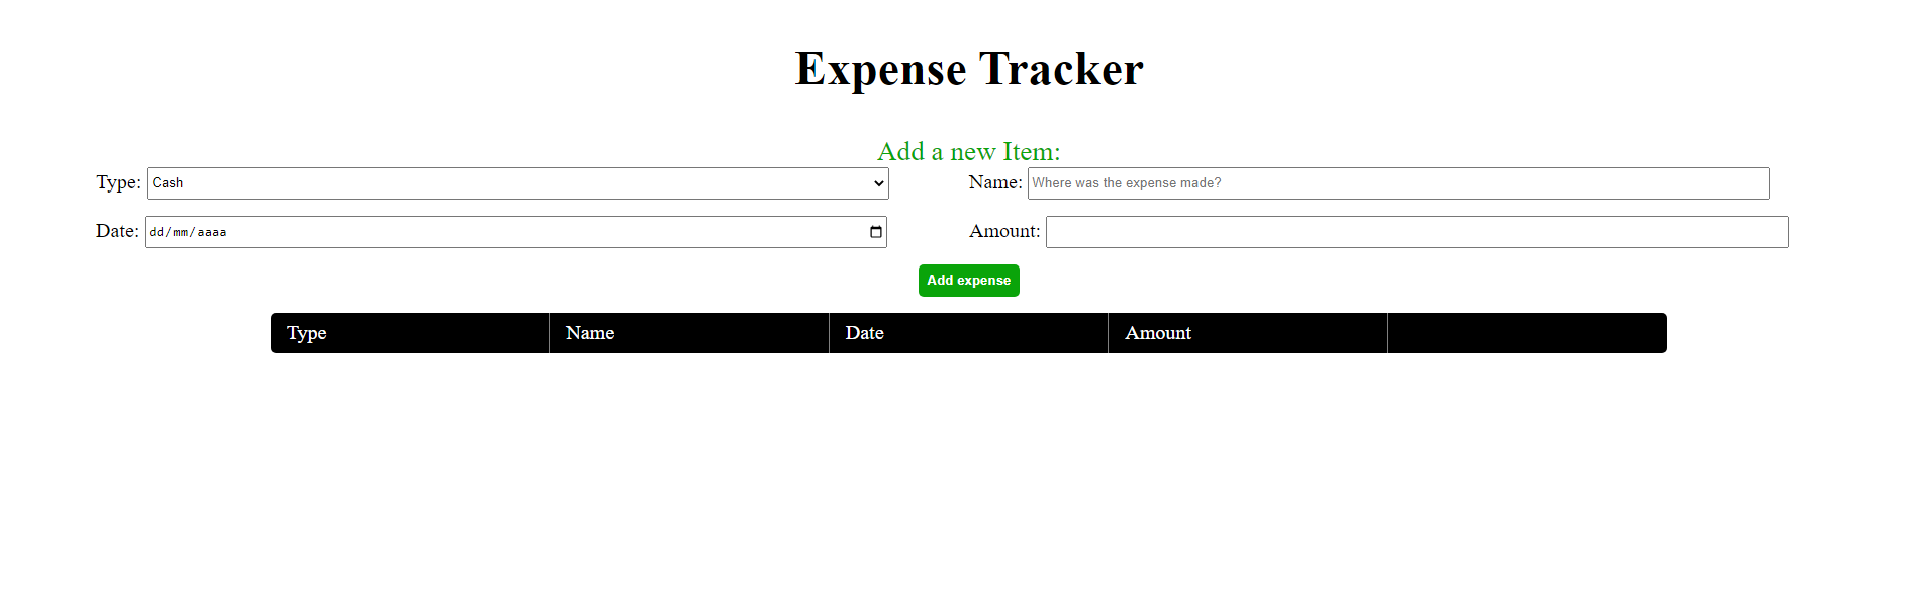 Expense Tracker
Add a new Item:
Type: Cash Name: Where was the expense made?
Date: dd/mm/aaaa Amount:
Add expense
Type Name Date Amount